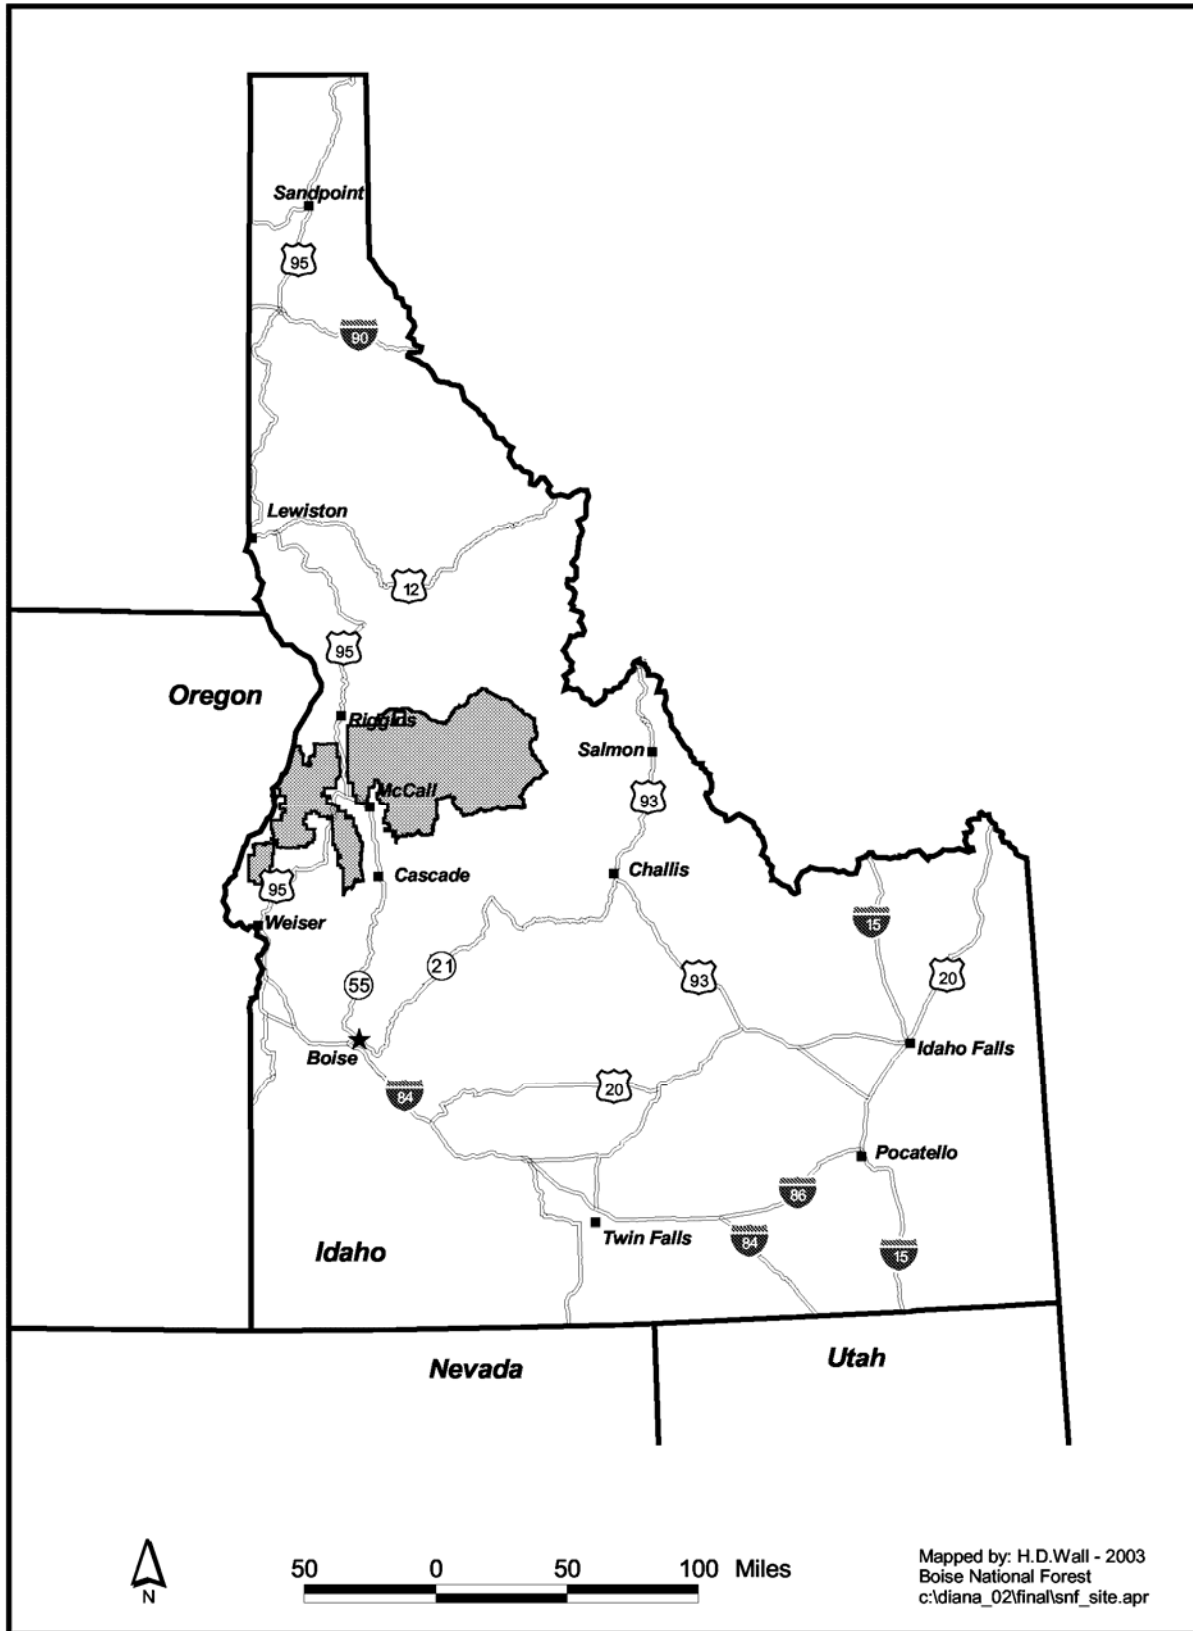 Sandpoint
95
90
Lewiston
12
95
Oregon
Riggins
Salmon
McCall
93
Cascade
Challis
95
Weiser
15
21
93
20
55
Boise
Idaho Falls
84
20
Pocatello
86
Twin Falls
84
15
Idaho
Nevada
Utah
50 0 50 100 Miles
N
Mapped by: H.D.Wall - 2003
Boise National Forest
c:\diana_02\final\snf_site.apr